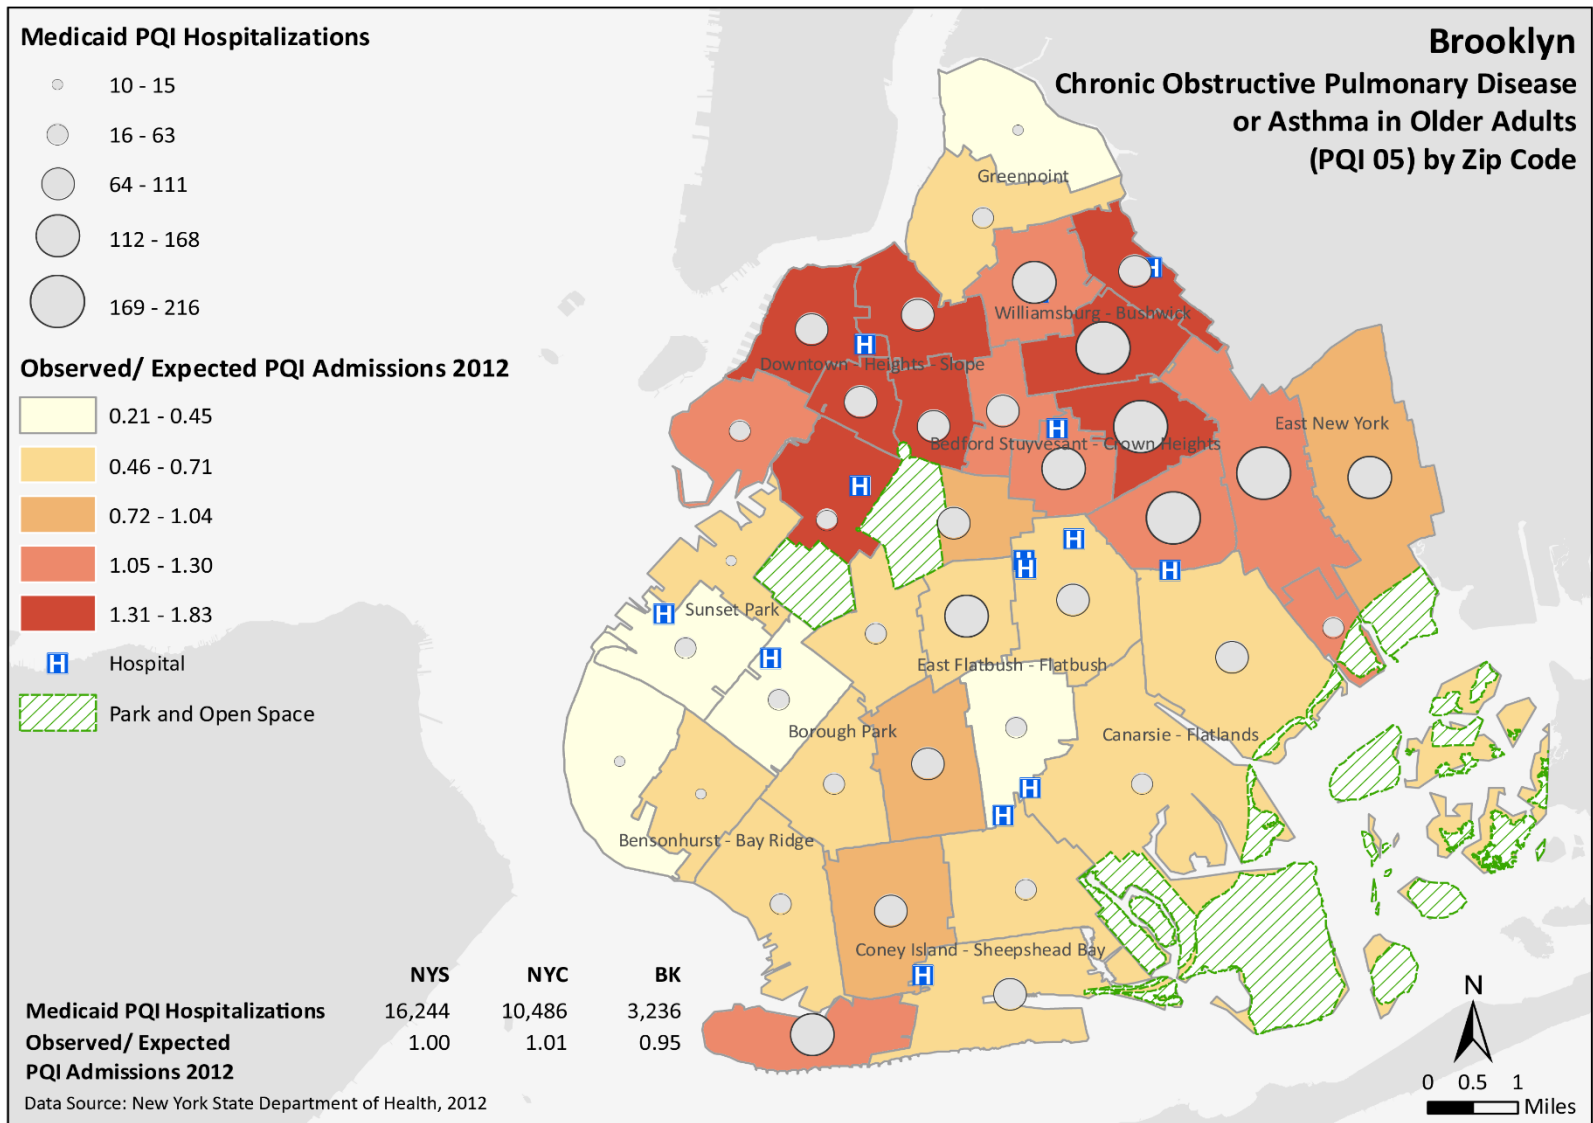 Medicaid PQI Hospitalizations
10 - 15
16 - 63
64 - 111
112 - 168
169 - 216
Observed/ Expected PQI Admissions 2012
0.21 - 0.45
0.46 - 0.71
0.72 - 1.04
1.05 - 1.30
1.31 - 1.83
H Hospital
Park and Open Space
Brooklyn
Chronic Obstructive Pulmonary Disease
or Asthma in Older Adults
(PQI 05) by Zip Code
Greenpoint
H
Williamsburg - Bushwick
H
Downtown - Heights - Slope
East New York
H
Bedford Stuyvesant - Crown Heights
H
H
H
H
H
H
Sunset Park
H
H
East Flatbush - Flatbush
Borough Park
Canarsie - Flatlands
H
H
Bensonhurst - Bay Ridge
Coney Island - Sheepshead Bay
H
NYS NYC BK
Medicaid PQI Hospitalizations 16,244 10,486 3,236
Observed/ Expected 1.00 1.01 0.95
PQI Admissions 2012
Data Source: New York State Department of Health, 2012
N
0 0.5 1
Miles